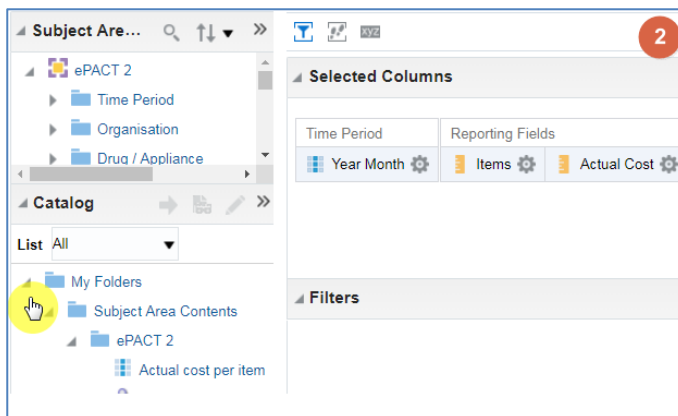 Subject Are...
ePACT 2
Time Period
Organisation
Drug / Appliance
Catalog
List All
My Folders
Subject Area Contents
ePACT 2
Actual cost per item
xyz
2
Selected Columns
Time Period Reporting Fields
Year Month Items Actual Cost
Filters